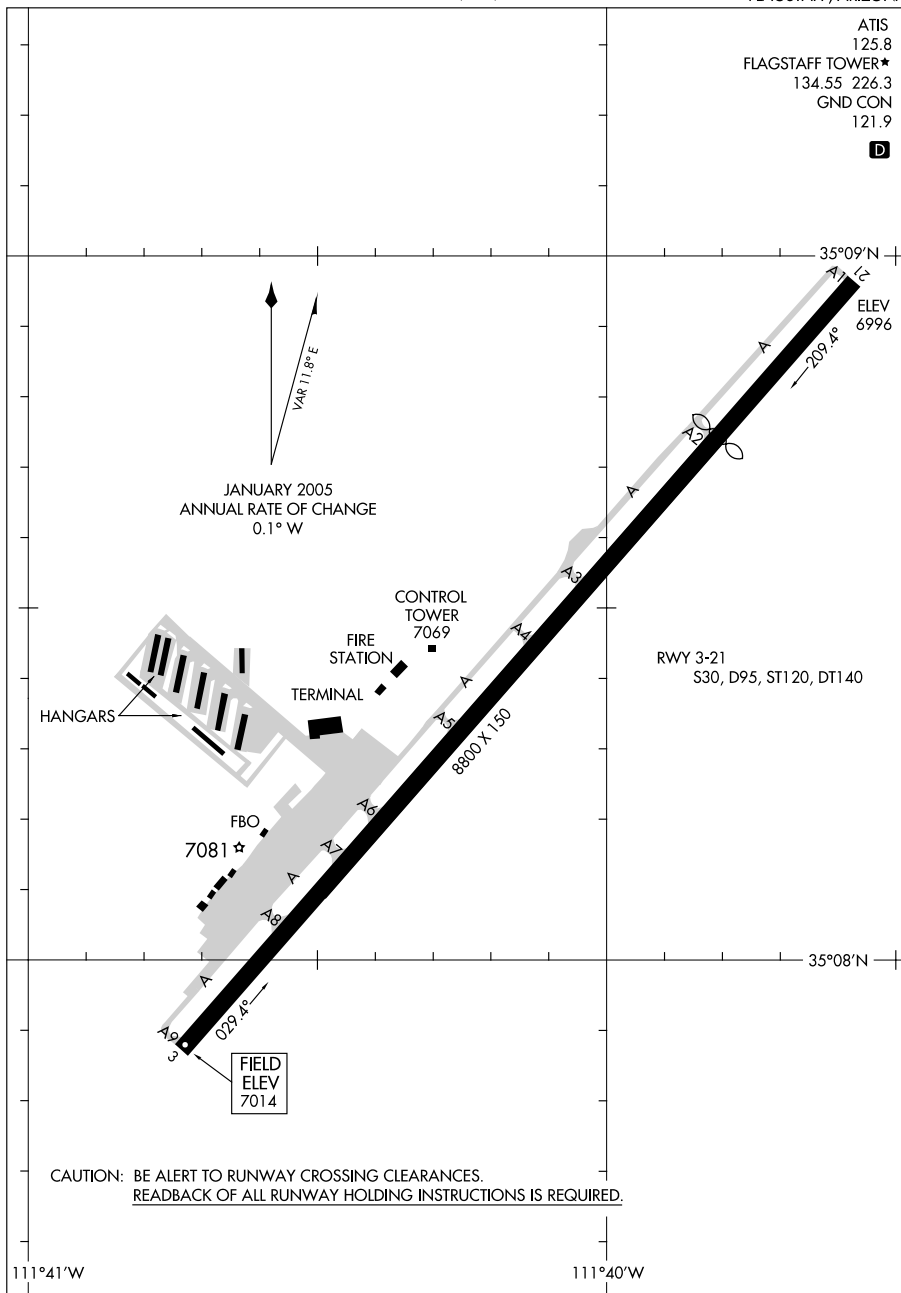 ATIS
125.8
FLAGSTAFF TOWER★
134.55 226.3
GND CON
121.9
D
35°09'N
A1
21
ELEV
6996
209.4°
A
VAR 11.8° E
A2
JANUARY 2005
ANNUAL RATE OF CHANGE
0.1° W
A
A3
CONTROL
TOWER
7069
A4
FIRE
STATION
RWY 3-21
S30, D95, ST120, DT140
A
TERMINAL
HANGARS
A5
8800 X 150
A6
FBO
7081
A7
A
A8
35°08'N
A
029.4°
A9
3
FIELD
ELEV
7014
CAUTION: BE ALERT TO RUNWAY CROSSING CLEARANCES.
READBACK OF ALL RUNWAY HOLDING INSTRUCTIONS IS REQUIRED.
111°41'W
111°40'W